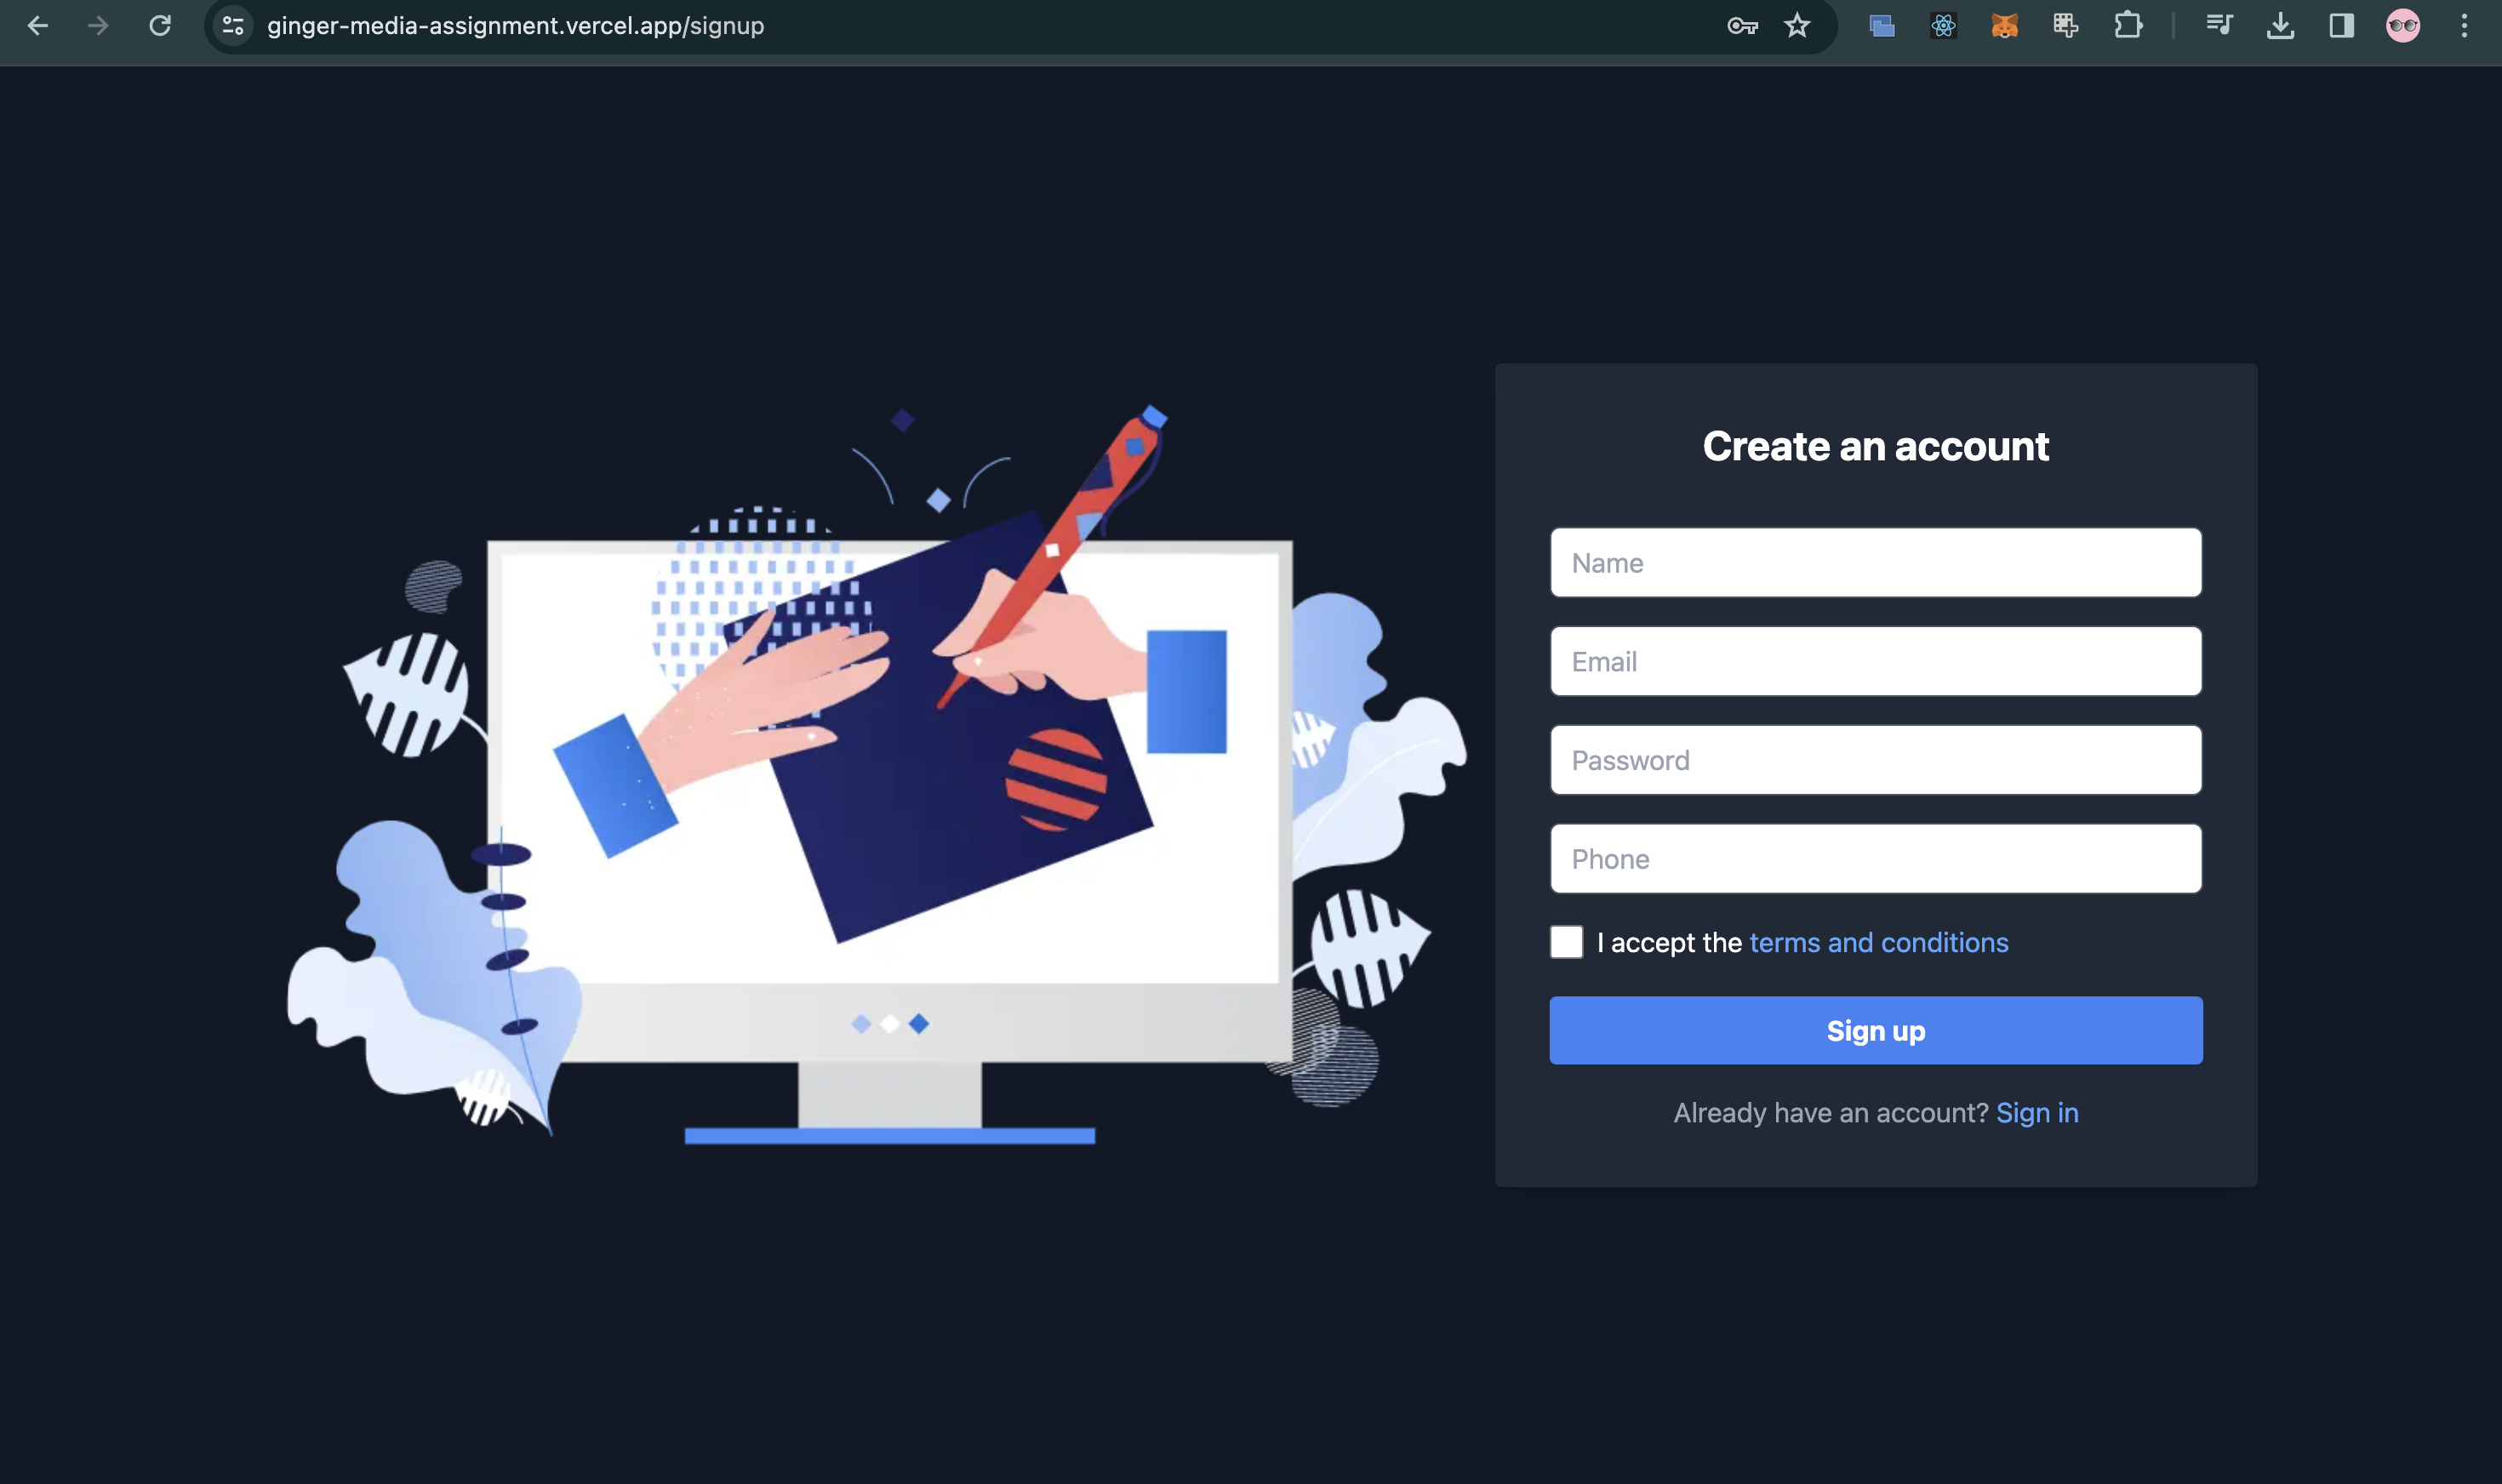 ginger-media-assignment.vercel.app/signup
Create an account
Name
Email
Password
Phone
I accept the terms and conditions
Sign up
Already have an account? Sign in